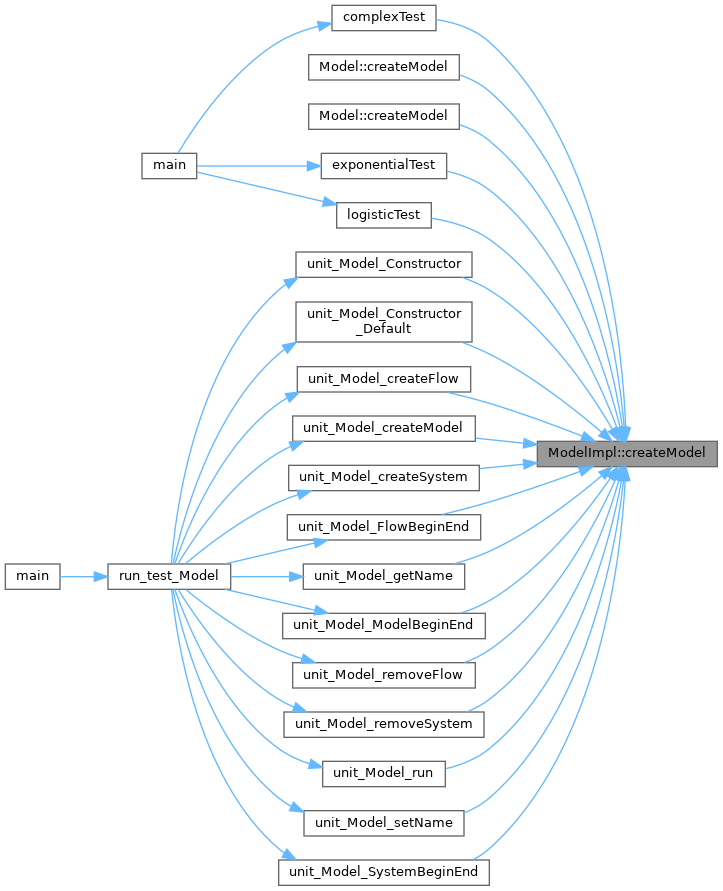 complexTest
Model::createModel
Model::createModel
main
exponentialTest
logisticTest
unit_Model_Constructor
unit_Model_Constructor
_Default
unit_Model_createFlow
unit_Model_createModel
ModelImpl::createModel
unit_Model_createSystem
unit_Model_FlowBeginEnd
main
run_test_Model
unit_Model_getName
unit_Model_ModelBeginEnd
unit_Model_removeFlow
unit_Model_removeSystem
unit_Model_run
unit_Model_setName
unit_Model_SystemBeginEnd